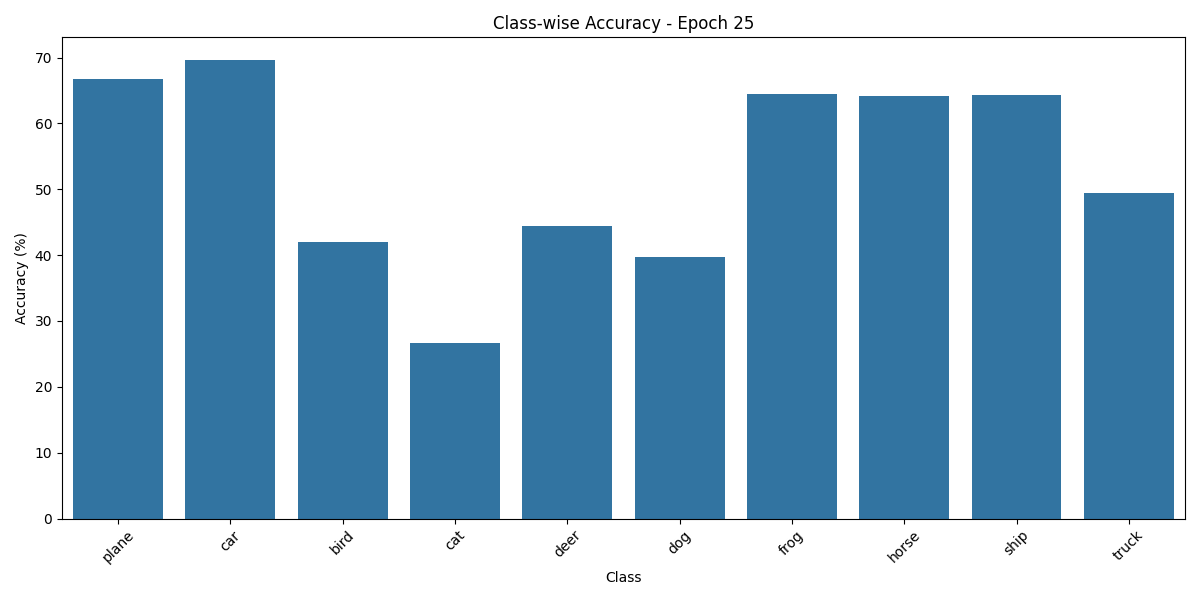 Class-wise Accuracy - Epoch 25
Accuracy (%)
70
60
50
40
30
20
10
0
plane
car
bird
cat
deer
dog
frog
horse
ship
truck
Class